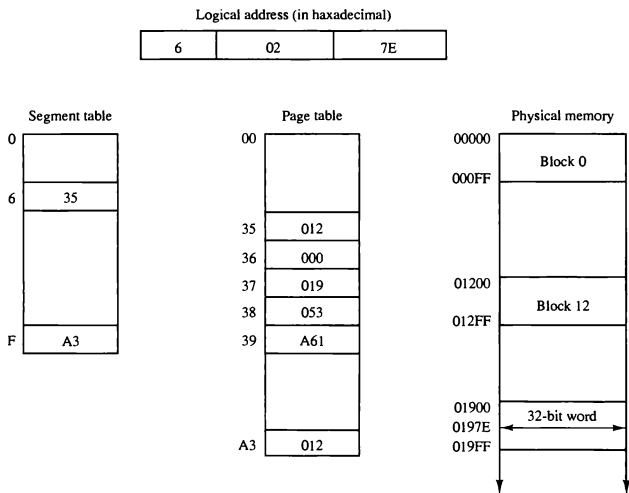 Logical address (in haxadecimal)
6 02 7E
Segment table
0
6 35
F A3
Page table
00
35 012
36 000
37 019
38 053
39 A61
A3 012
Physical memory
00000
Block 0
000FF
01200
Block 12
012FF
01900
32-bit word
0197E
019FF